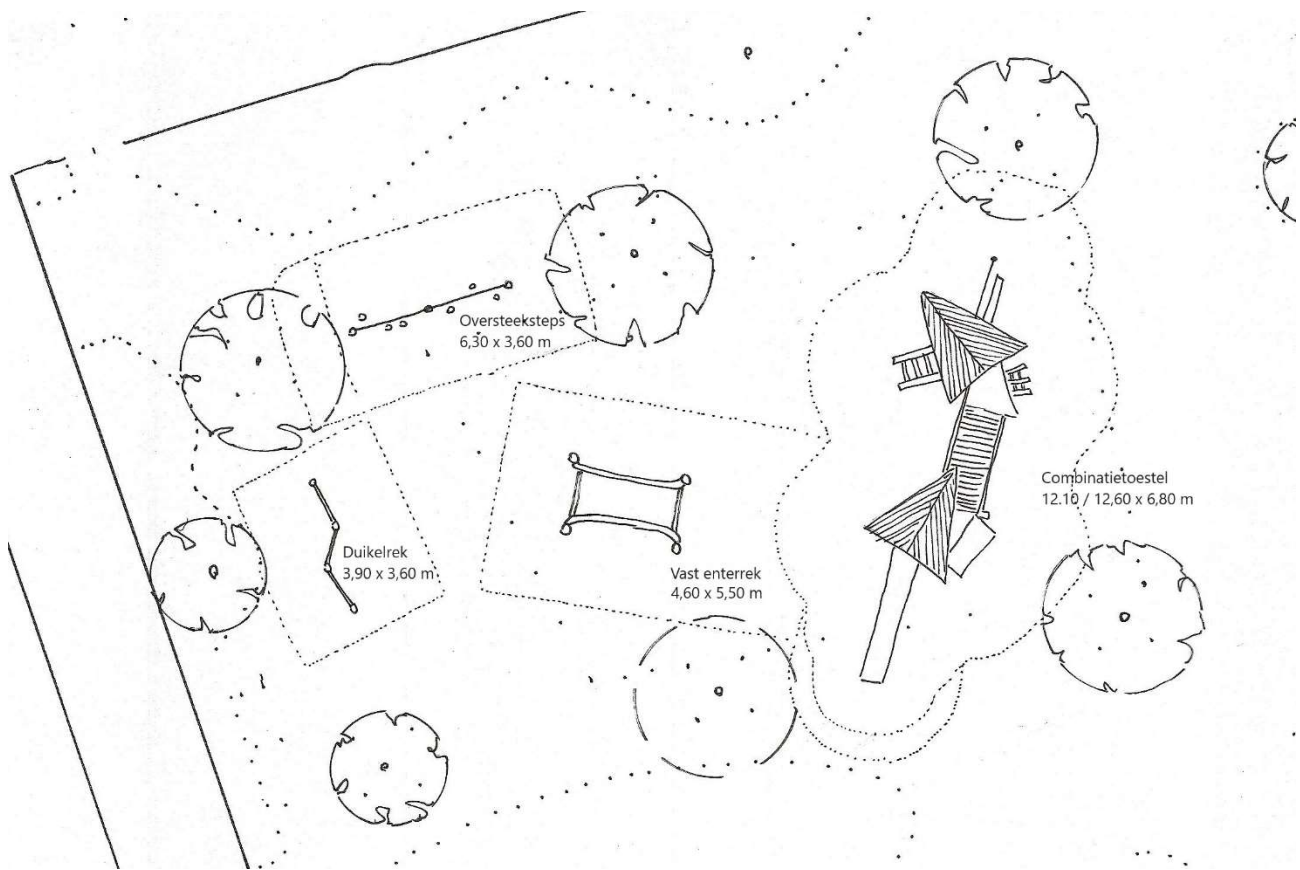 Oversteeksteps
6,30 x 3,60 m
Duikelrek
3,90 x 3,60 m
Vast enterrek
4,60 x 5,50 m
Combinatietoestel
12.10 / 12,60 x 6,80 m